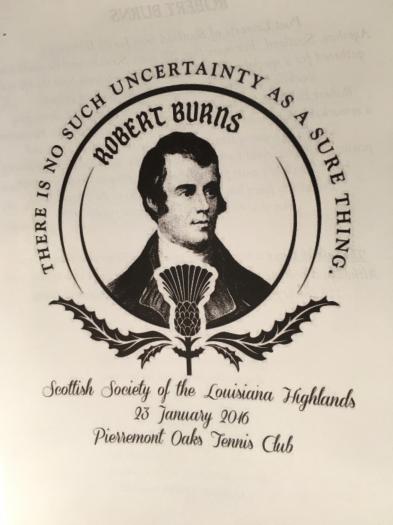 THERE IS NO SUCH UNCERTAINTY AS A SURE THING.
ROBERT BURNS
Scottish Society of the Louisiana Highlands
23 January 2016
Pierremont Oaks Tennis Club